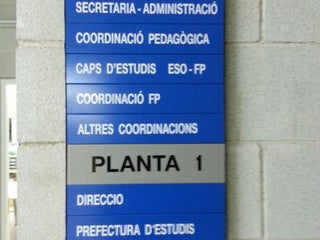 SECRETARIA - ADMINISTRACIÓ
COORDINACIÓ PEDAGÒGICA
CAPS D'ESTUDIS ESO - FP
COORDINACIÓ FP
ALTRES COORDINACIONS
PLANTA 1
DIRECCIO
PREFECTURA D'ESTUDIS